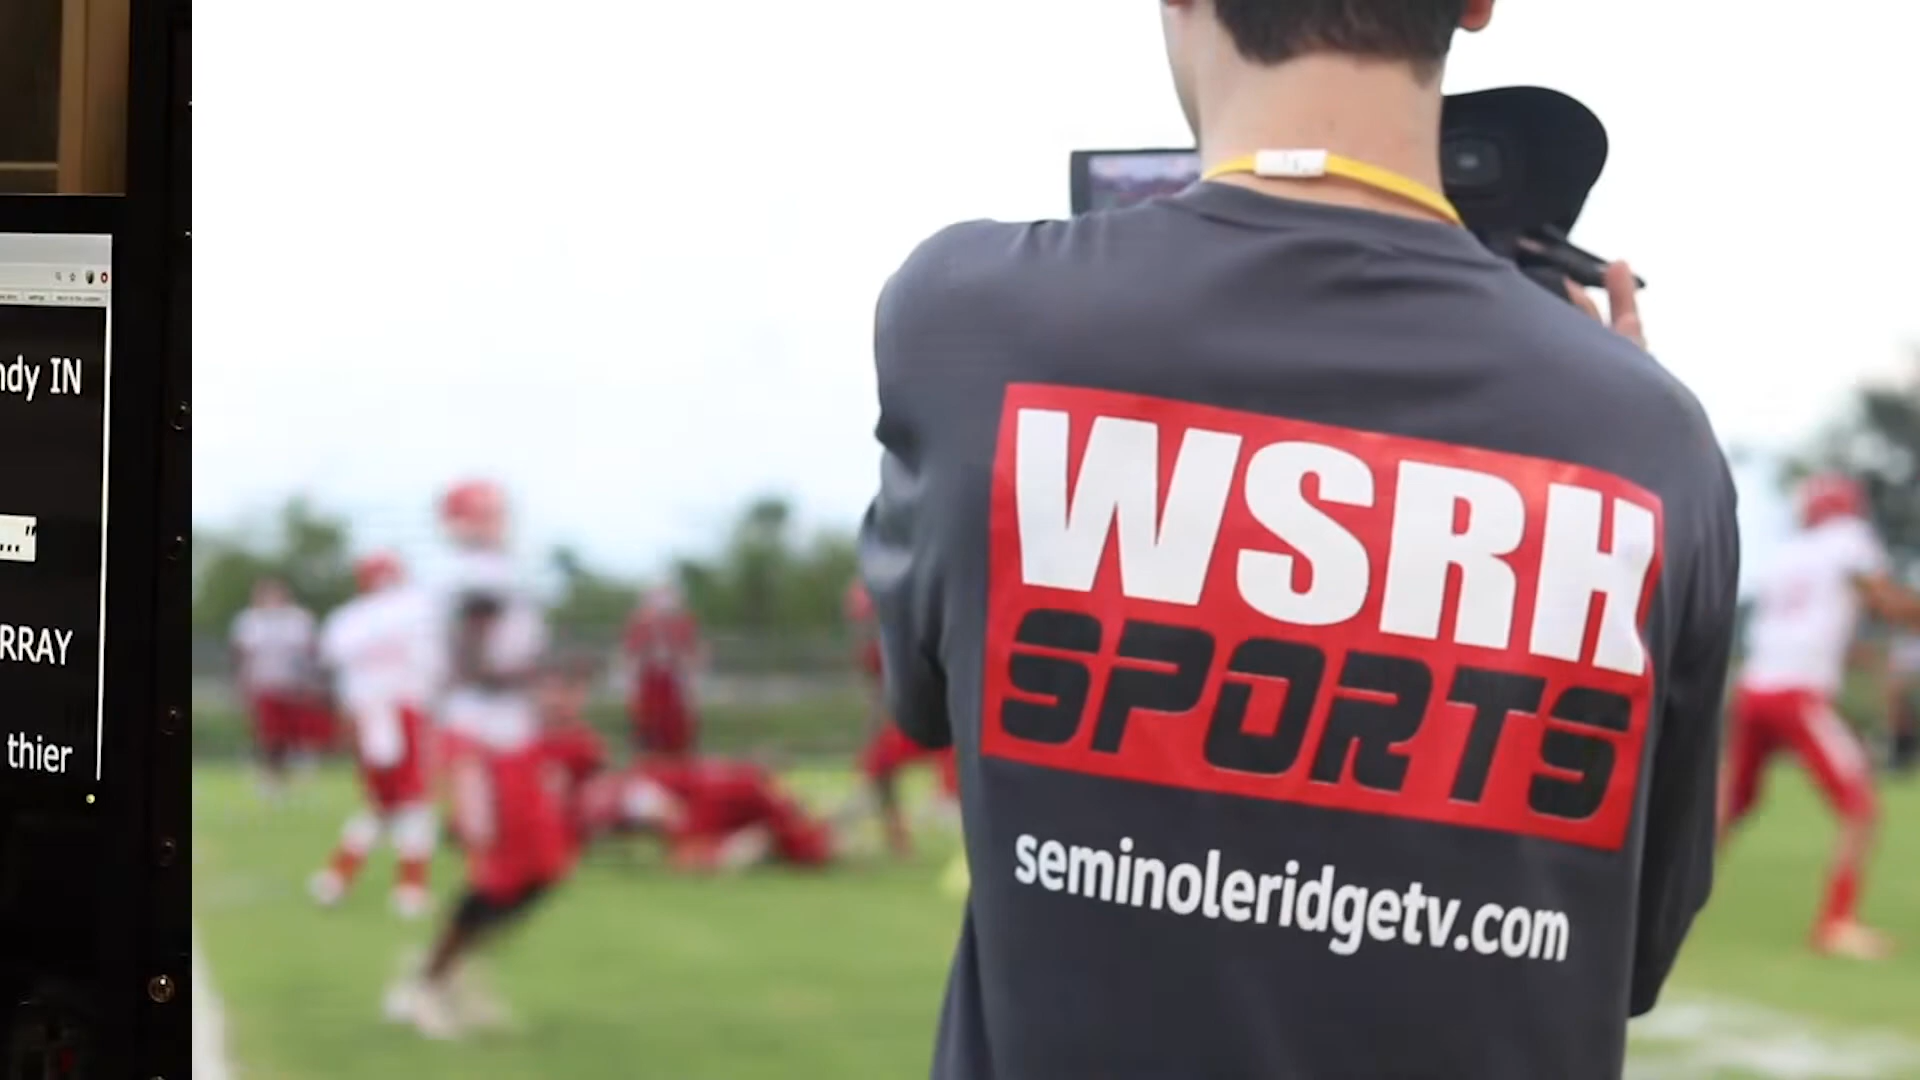 ndy IN
..."
RRAY
thier
WSRH
SPORTS
seminoleridgetv.com